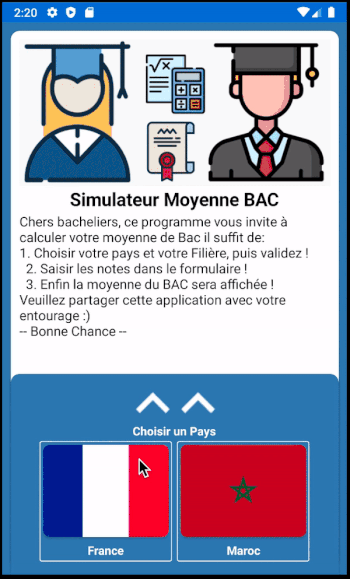 2:20
√x
Simulateur Moyenne BAC
Chers bacheliers, ce programme vous invite à
calculer votre moyenne de Bac il suffit de:
1. Choisir votre pays et votre Filière, puis validez !
2. Saisir les notes dans le formulaire !
3. Enfin la moyenne du BAC sera affichée !
Veuillez partager cette application avec votre
entourage :)
-- Bonne Chance --
Choisir un Pays
France Maroc